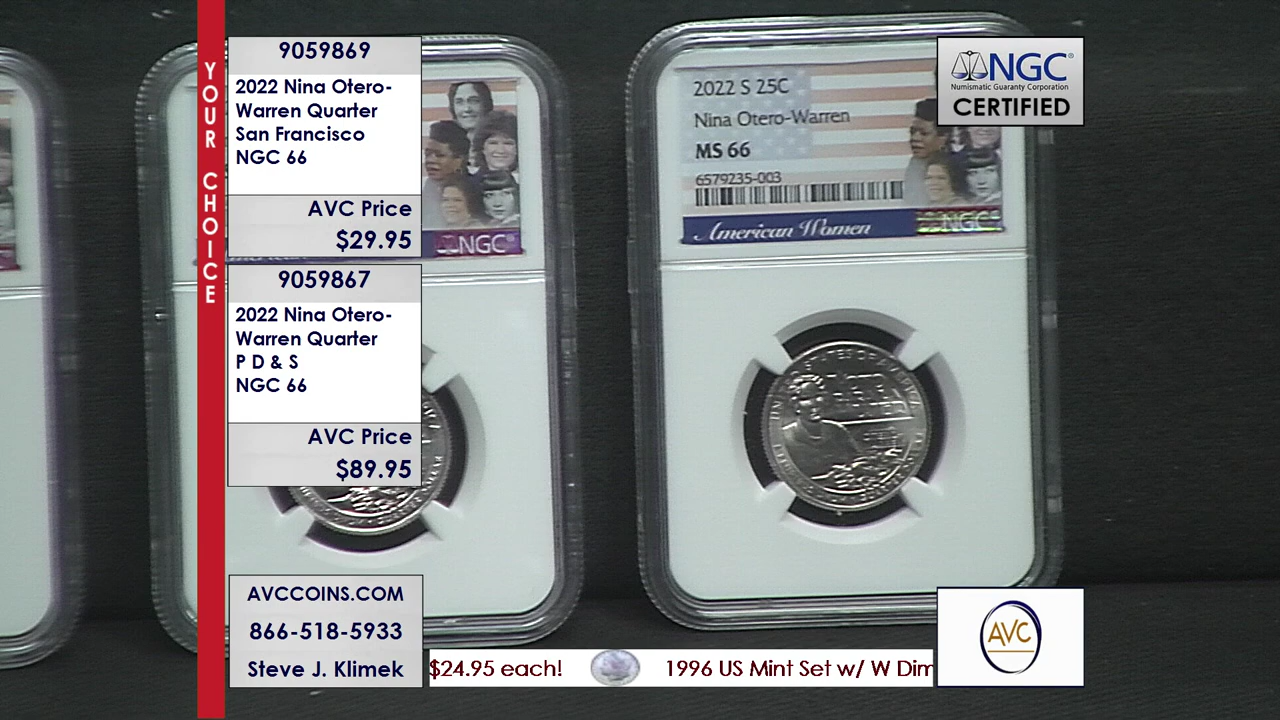 YOUR CHOICE
9059869
2022 Nina Otero-
Warren Quarter
San Francisco
NGC 66
AVC Price
$29.95
9059867
2022 Nina Otero-
Warren Quarter
P D & S
NGC 66
AVC Price
$89.95
AVCCOINS.COM
866-518-5933
Steve J. Klimek
$24.95 each!
1996 US Mint Set w/ W Dim
NGC
2022 S 25C
Nina Otero-Warren
MS 66
6579235-003
American Women
NGC
NGC
Numismatic Guaranty Corporation
CERTIFIED
AVC